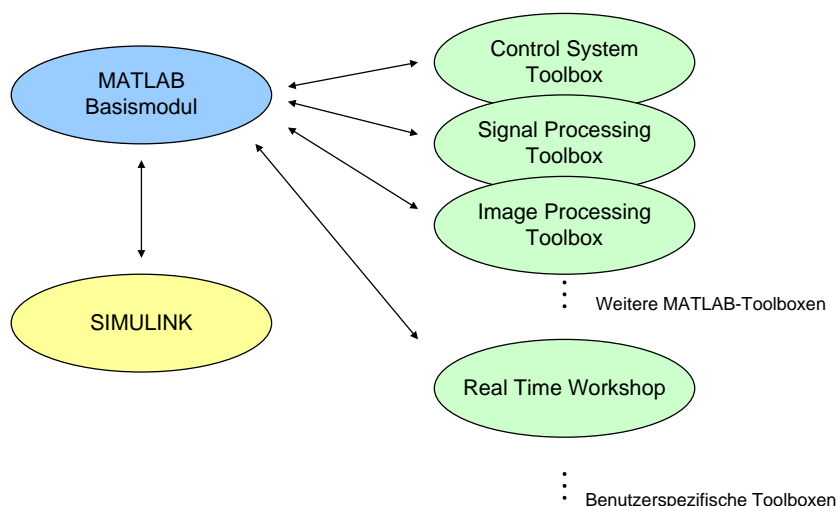 MATLAB
Basismodul
Control System
Toolbox
Signal Processing
Toolbox
Image Processing
Toolbox
Weitere MATLAB-Toolboxen
SIMULINK
Real Time Workshop
Benutzerspezifische Toolboxen